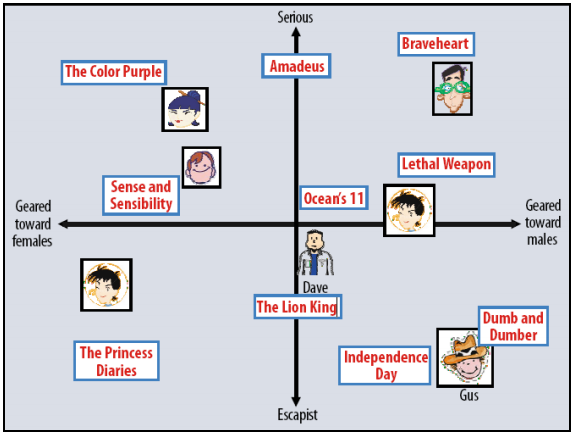 Serious
Braveheart
The Color Purple
Amadeus
Lethal Weapon
Sense and
Sensibility
Ocean's 11
Geared
toward
females
Geared
toward
males
Dave
The Lion King
Dumb and
Dumber
The Princess
Diaries
Independence
Day
Gus
Escapist